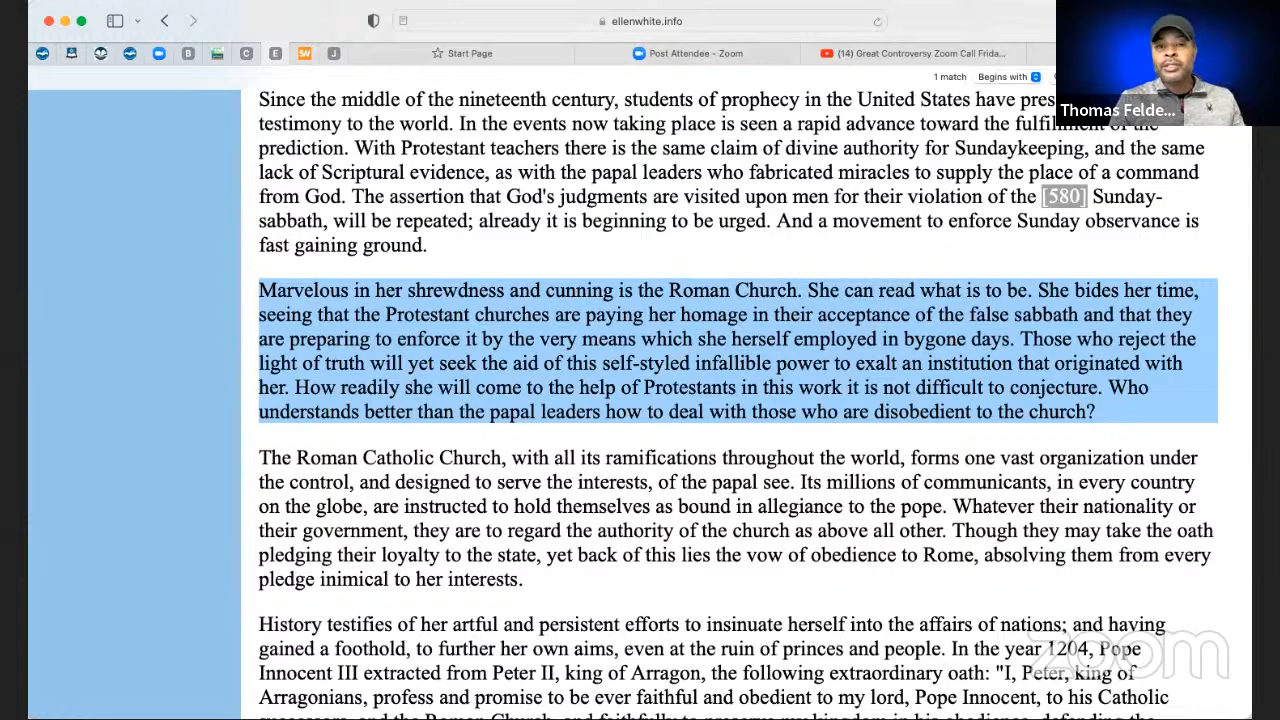 ellenwhite.info
B
C
E
SW
J
Start Page
Post Attendee - Zoom
(14) Great Controversy Zoom Call Frida...
1 match
Begins with
Thomas Felde...
Since the middle of the nineteenth century, students of prophecy in the United States have
testimony to the world. In the events now taking place is seen a rapid advance toward the fulfillment of the
prediction. With Protestant teachers there is the same claim of divine authority for Sundaykeeping, and the same
lack of Scriptural evidence, as with the papal leaders who fabricated miracles to supply the place of a command
from God. The assertion that God's judgments are visited upon men for their violation of the [580] Sunday-
sabbath, will be repeated; already it is beginning to be urged. And a movement to enforce Sunday observance is
fast gaining ground.
Marvelous in her shrewdness and cunning is the Roman Church. She can read what is to be. She bides her time,
seeing that the Protestant churches are paying her homage in their acceptance of the false sabbath and that they
are preparing to enforce it by the very means which she herself employed in bygone days. Those who reject the
light of truth will yet seek the aid of this self-styled infallible power to exalt an institution that originated with
her. How readily she will come to the help of Protestants in this work it is not difficult to conjecture. Who
understands better than the papal leaders how to deal with those who are disobedient to the church?
The Roman Catholic Church, with all its ramifications throughout the world, forms one vast organization under
the control, and designed to serve the interests, of the papal see. Its millions of communicants, in every country
on the globe, are instructed to hold themselves as bound in allegiance to the pope. Whatever their nationality or
their government, they are to regard the authority of the church as above all other. Though they may take the oath
pledging their loyalty to the state, yet back of this lies the vow of obedience to Rome, absolving them from every
pledge inimical to her interests.
History testifies of her artful and persistent efforts to insinuate herself into the affairs of nations; and having
gained a foothold, to further her own aims, even at the ruin of princes and people. In the year 1204, Pope
Innocent III extracted from Peter II, king of Arragon, the following extraordinary oath: "I, Peter, king of
Arragonians, profess and promise to be ever faithful and obedient to my lord, Pope Innocent, to his Catholic
zoom